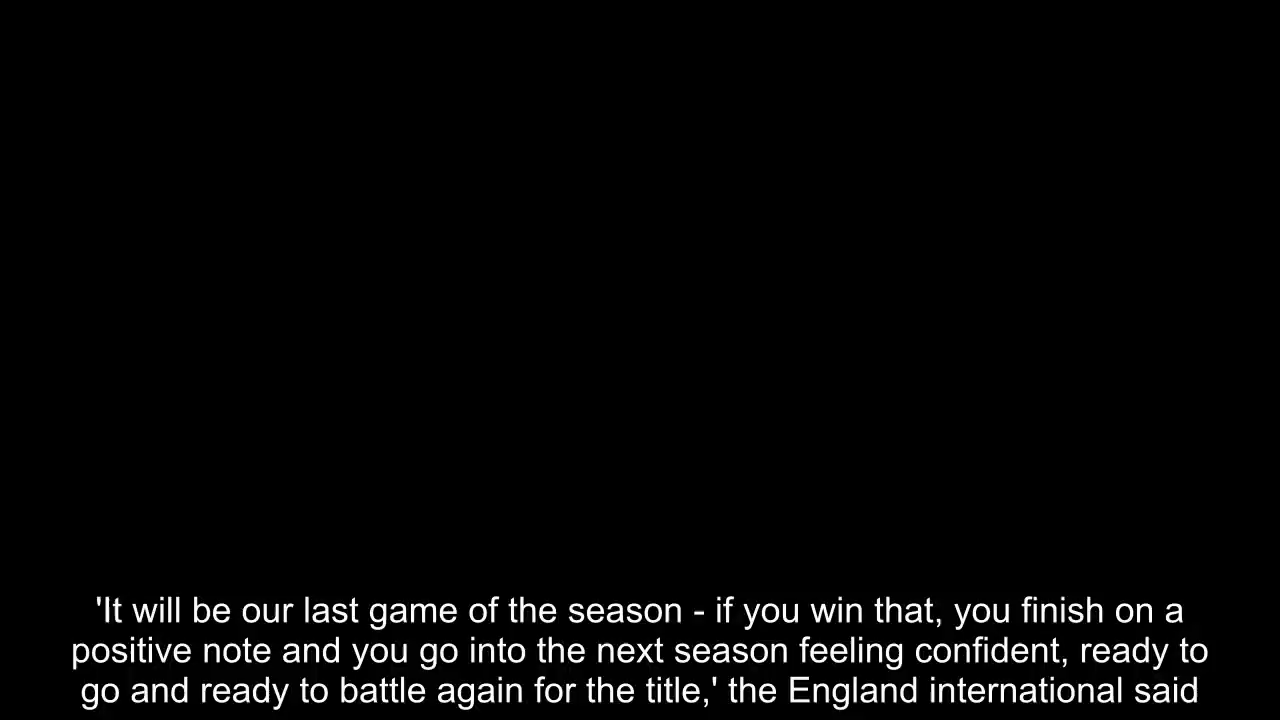 'It will be our last game of the season - if you win that, you finish on a
positive note and you go into the next season feeling confident, ready to
go and ready to battle again for the title,' the England international said